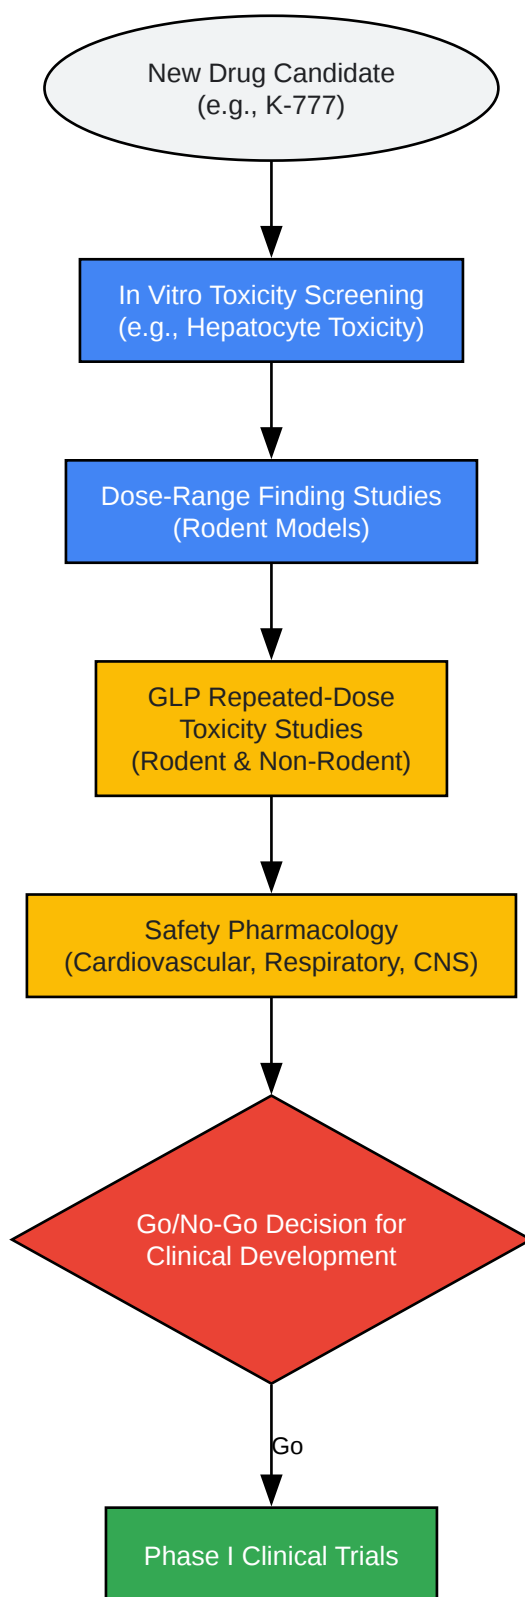 New Drug Candidate
(e.g., K-777)
In Vitro Toxicity Screening
(e.g., Hepatocyte Toxicity)
Dose-Range Finding Studies
(Rodent Models)
GLP Repeated-Dose
Toxicity Studies
(Rodent & Non-Rodent)
Safety Pharmacology
(Cardiovascular, Respiratory, CNS)
Go/No-Go Decision for
Clinical Development
Go
Phase I Clinical Trials